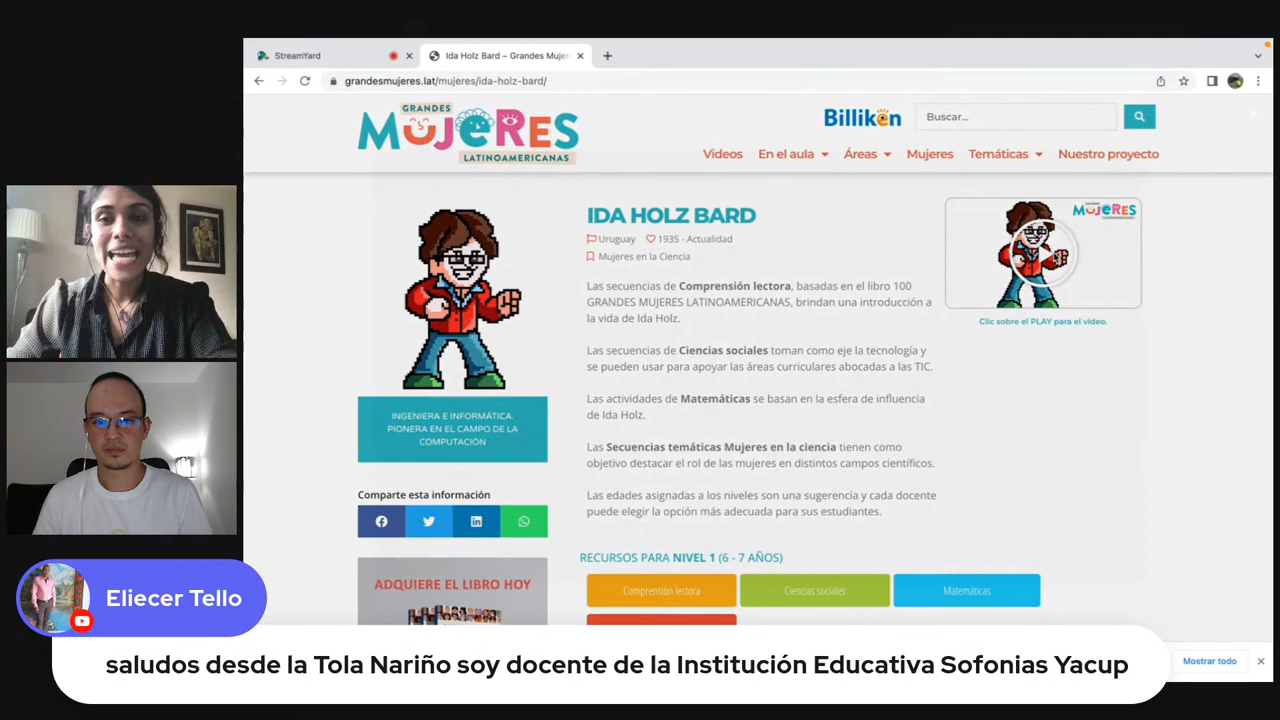 StreamYard
Ida Holz Bard – Grandes Mujer
grandesmujeres.lat/mujeres/ida-holz-bard/
GRANDES
MUJERES
LATINOAMERICANAS
Billiken
Buscar...
Videos En el aula Áreas Mujeres Temáticas Nuestro proyecto
IDA HOLZ BARD
Uruguay 1935 - Actualidad
Mujeres en la Ciencia
Las secuencias de Comprensión lectora, basadas en el libro 100
GRANDES MUJERES LATINOAMERICANAS, brindan una introducción a
la vida de Ida Holz.
Las secuencias de Ciencias sociales toman como eje la tecnología y
se pueden usar para apoyar las áreas curriculares abocadas a las TIC.
Las actividades de Matemáticas se basan en la esfera de influencia
de Ida Holz.
Las Secuencias temáticas Mujeres en la ciencia tienen como
objetivo destacar el rol de las mujeres en distintos campos científicos.
Las edades asignadas a los niveles son una sugerencia y cada docente
puede elegir la opción más adecuada para sus estudiantes.
MUJERES
Clic sobre el PLAY para el video.
INGENIERA E INFORMÁTICA.
PIONERA EN EL CAMPO DE LA
COMPUTACIÓN
Comparte esta información
ADQUIERE EL LIBRO HOY
RECURSOS PARA NIVEL 1 (6 - 7 AÑOS)
Comprensión lectora Ciencias sociales Matemáticas
Mostrar todo
Eliecer Tello
saludos desde la Tola Nariño soy docente de la Institución Educativa Sofonias Yacup